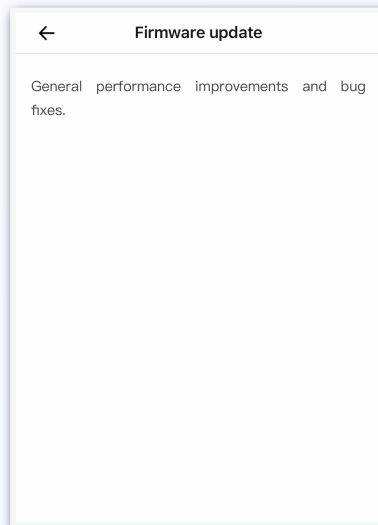 Firmware update
General performance improvements and bug
fixes.